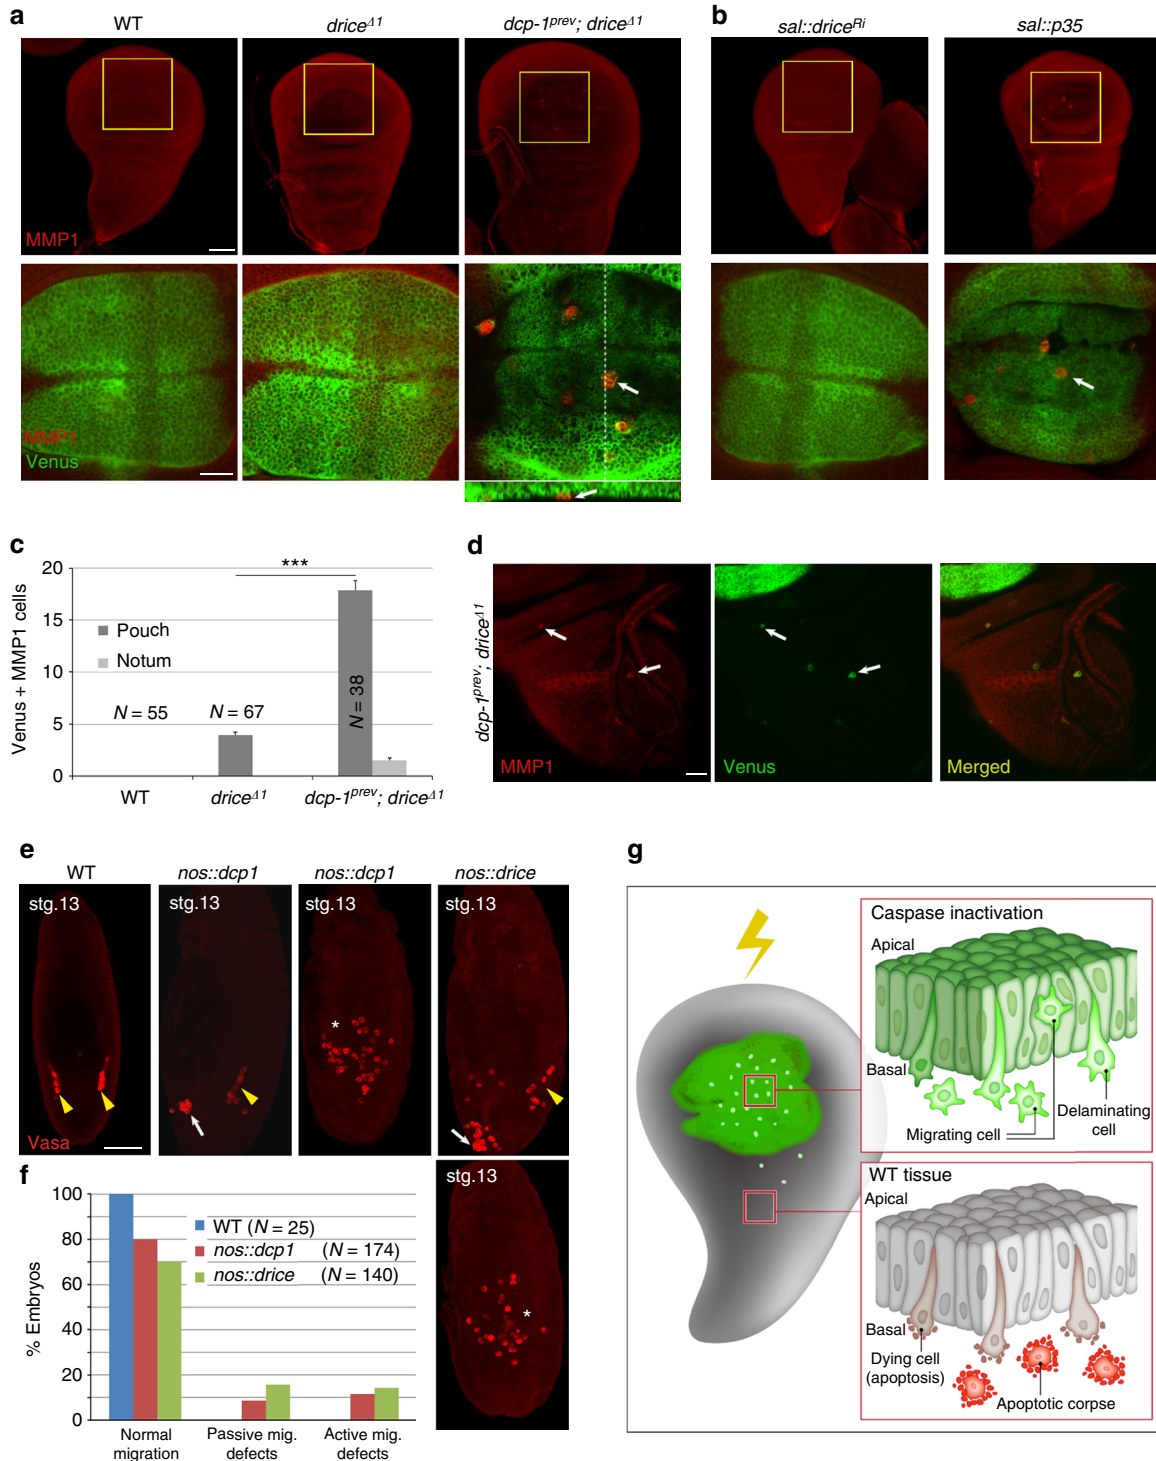 a
WT
drice^Δ1
dcp-1^prev; drice^Δ1
MMP1
MMP1
Venus
b
sal::drice^Ri
sal::p35
c
Venus + MMP1 cells
20
15
10
5
0
***
Pouch
Notum
N = 55
N = 67
N = 38
WT
drice^Δ1
dcp-1^prev; drice^Δ1
d
dcp-1^prev; drice^Δ1
MMP1
Venus
Merged
e
WT
nos::dcp1
nos::dcp1
nos::drice
stg.13
stg.13
stg.13
stg.13
*
Vasa
stg.13
*
f
% Embryos
100
80
60
40
20
0
WT (N = 25)
nos::dcp1 (N = 174)
nos::drice (N = 140)
Normal migration
Passive mig. defects
Active mig. defects
g
Caspase inactivation
Apical
Basal
Migrating cell
Delaminating cell
WT tissue
Apical
Basal
Dying cell (apoptosis)
Apoptotic corpse